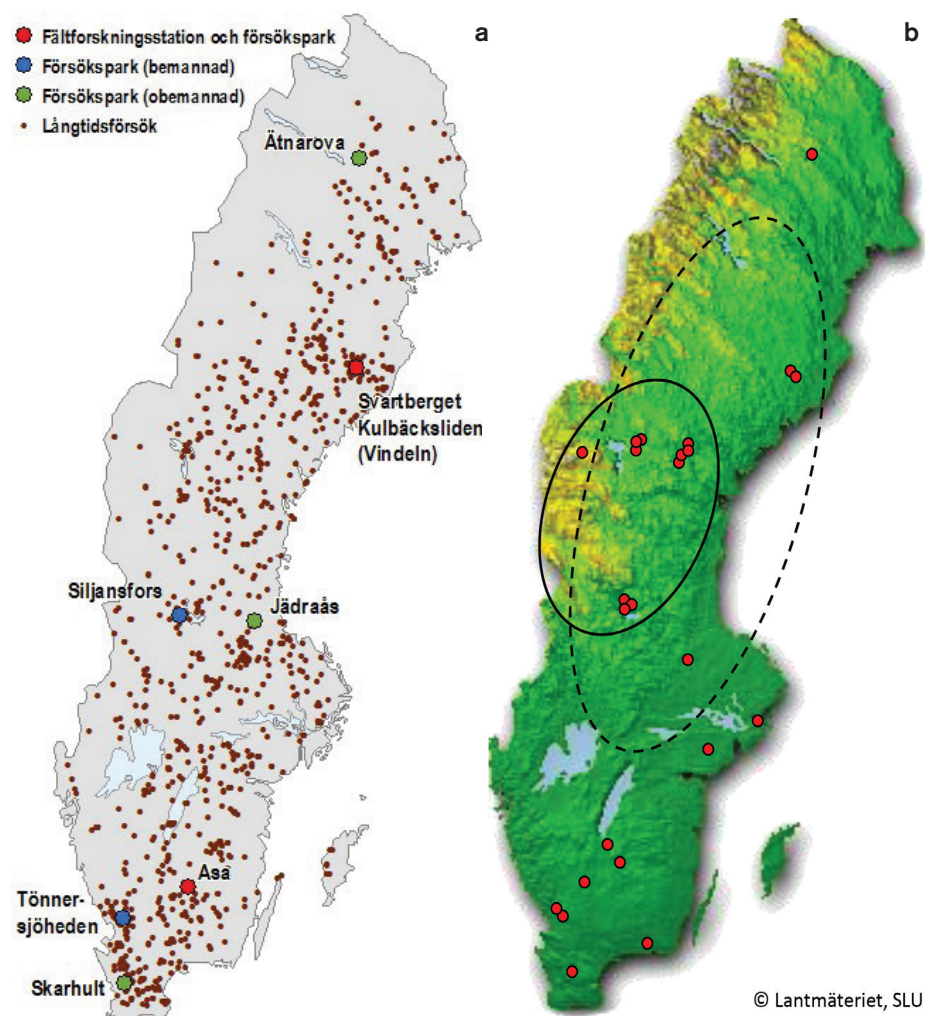 Fältforskningsstation och försökspark
Försökspark (bemannad)
Försökspark (obemannad)
Långtidsförsök
a
b
Ätnarova
Svartberget
Kulbäcksliden
(Vindeln)
Siljansfors
Jädraås
Asa
Tönner-
sjöheden
Skarhult
© Lantmäteriet, SLU